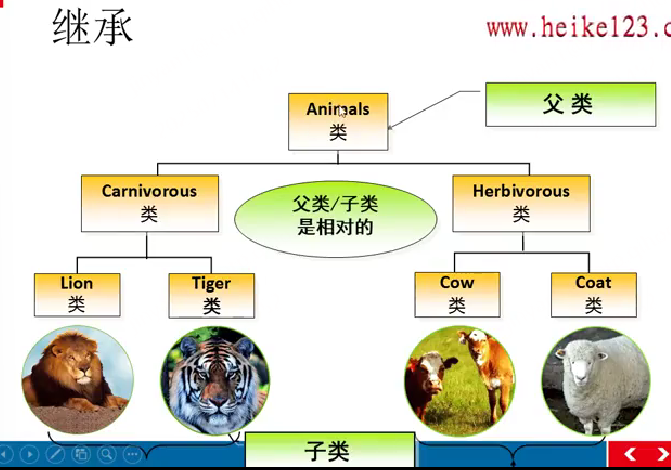 继承
www.heike123.c
Animals
类
父 类
Carnivorous
类
父类/子类
是相对的
Herbivorous
类
Lion
类
Tiger
类
Cow
类
Coat
类
子类